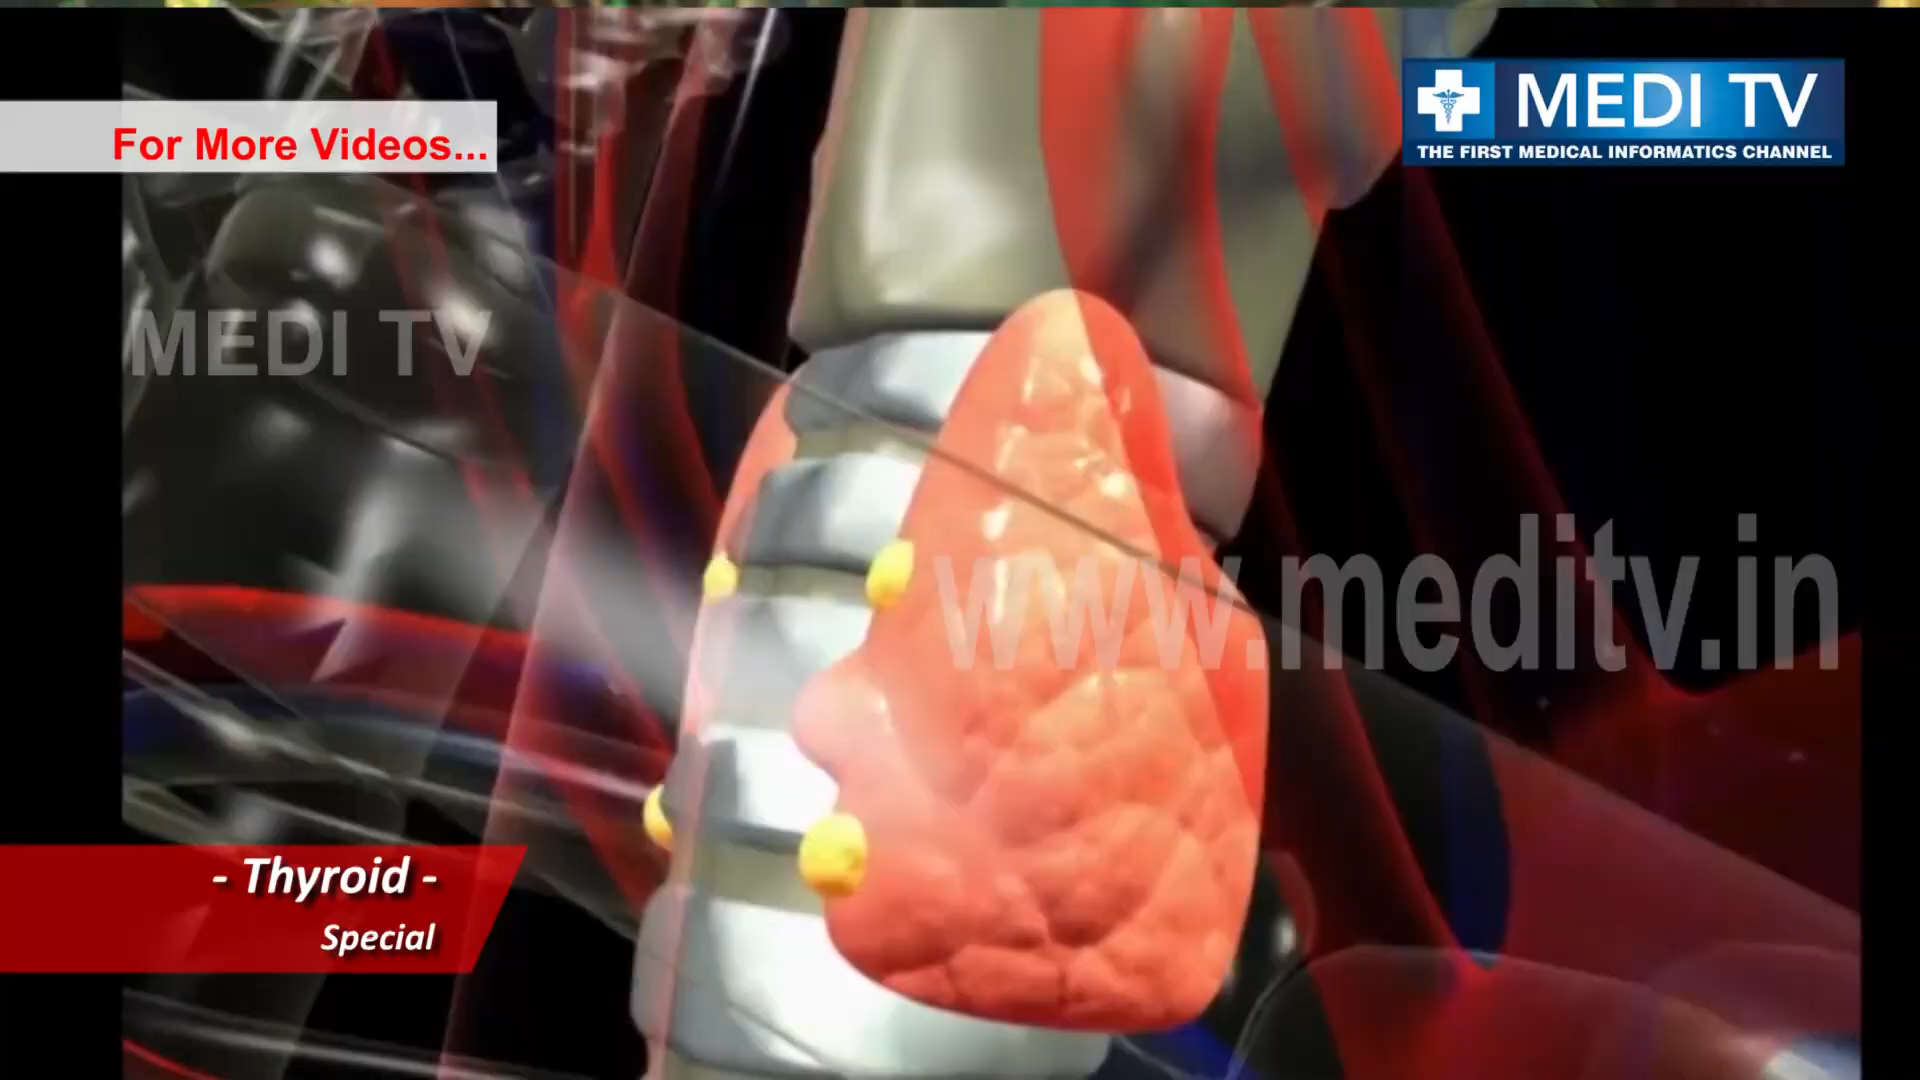 For More Videos...
MEDI TV
THE FIRST MEDICAL INFORMATICS CHANNEL
MEDI TV
www.meditv.in
- Thyroid -
Special